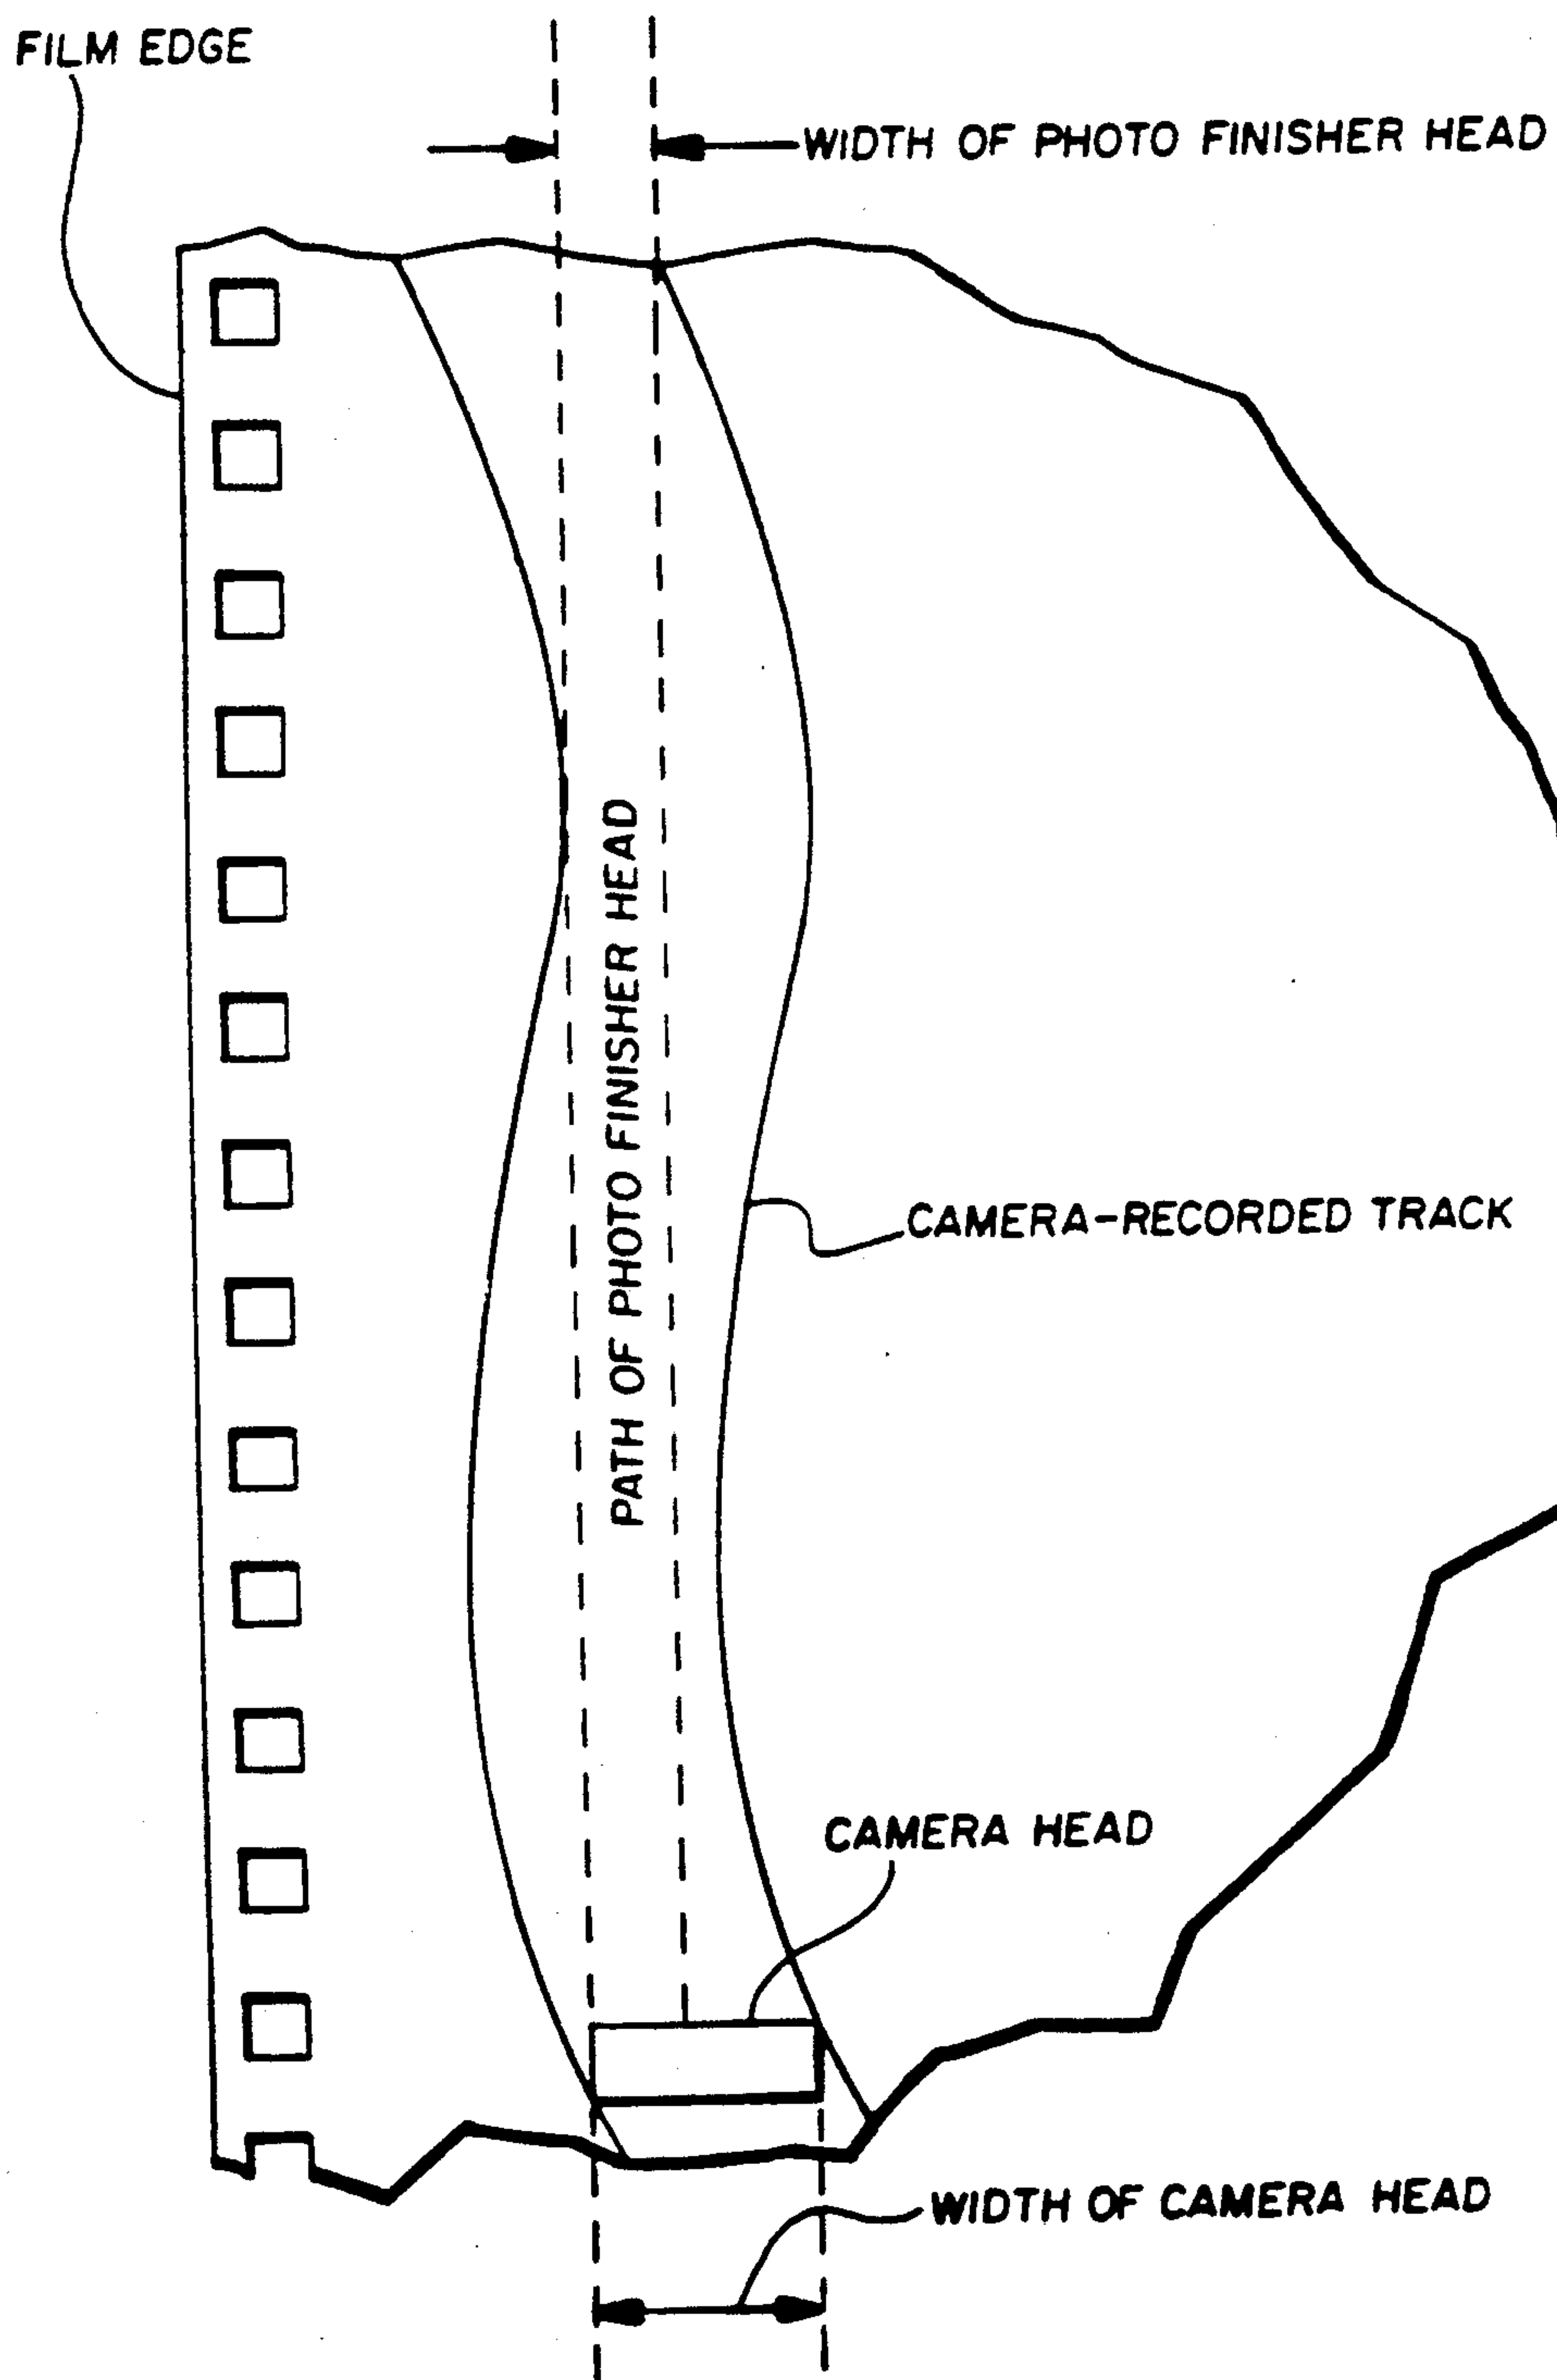 FILM EDGE
WIDTH OF PHOTO FINISHER HEAD
PATH OF PHOTO FINISHER HEAD
CAMERA-RECORDED TRACK
CAMERA HEAD
WIDTH OF CAMERA HEAD